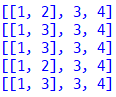 [[1, 2], 3, 4]
[[1, 3], 3, 4]
[[1, 3], 3, 4]
[[1, 2], 3, 4]
[[1, 3], 3, 4]